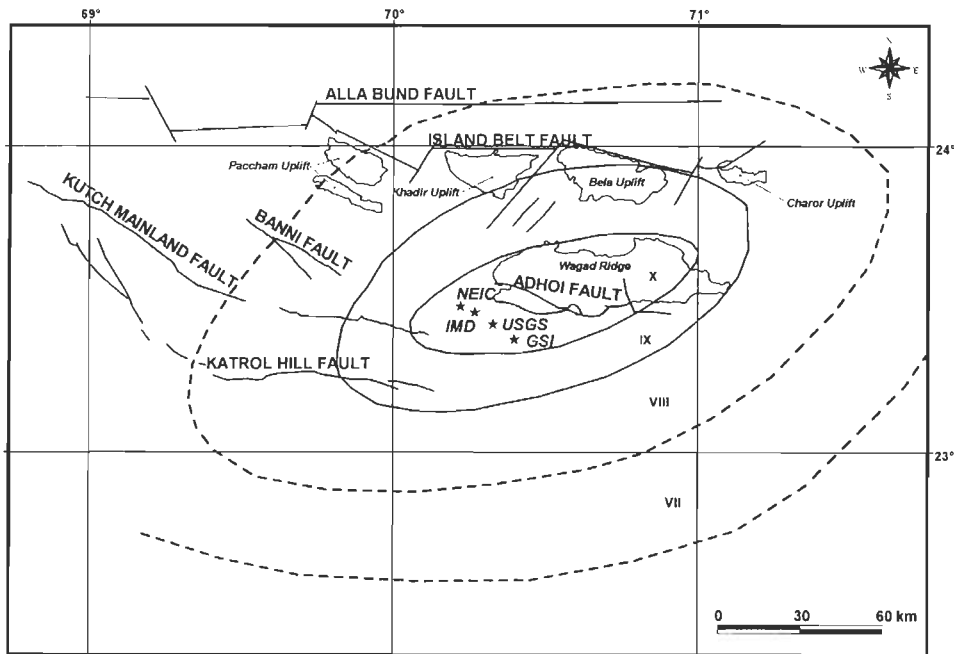 69°
70°
71°
N
W E
S
ALLA BUND FAULT
ISLAND BELT FAULT
24°
Paccham Uplift
Khadir Uplift
Bela Uplift
Charor Uplift
KUTCH MAINLAND FAULT
BANNI FAULT
Wagad Ridge
X
ADHOI FAULT
NEIC
IMD
USGS
GSI
IX
KATROL HILL FAULT
VIII
23°
VII
0 30 60 km